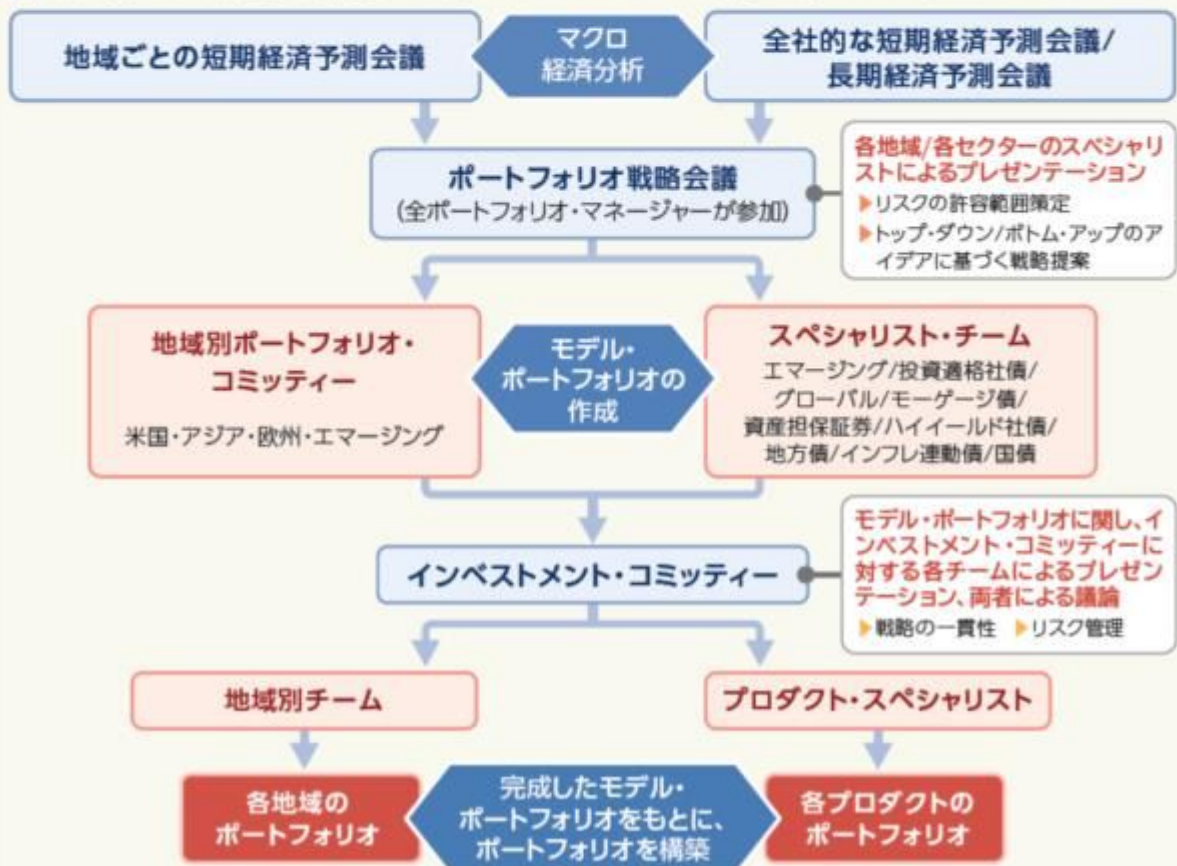 地域ごとの短期経済予測会議
マクロ
経済分析
全社的な短期経済予測会議/
長期経済予測会議
ポートフォリオ戦略会議
(全ポートフォリオ・マネージャーが参加)
各地域/各セクターのスペシャリ
ストによるプレゼンテーション
▶リスクの許容範囲策定
▶トップ・ダウン/ボトム・アップのア
イデアに基づく戦略提案
地域別ポートフォリオ・
コミッティー
米国・アジア・欧州・エマージング
モデル・
ポートフォリオの
作成
スペシャリスト・チーム
エマージング/投資適格社債/
グローバル/モーゲージ債/
資産担保証券/ハイイールド社債/
地方債/インフレ連動債/国債
インベストメント・コミッティー
モデル・ポートフォリオに関し、イ
ンベストメント・コミッティーに
対する各チームによるプレゼン
テーション、両者による議論
▶戦略の一貫性 ▶リスク管理
地域別チーム
プロダクト・スペシャリスト
各地域の
ポートフォリオ
完成したモデル・
ポートフォリオをもとに、
ポートフォリオを構築
各プロダクトの
ポートフォリオ